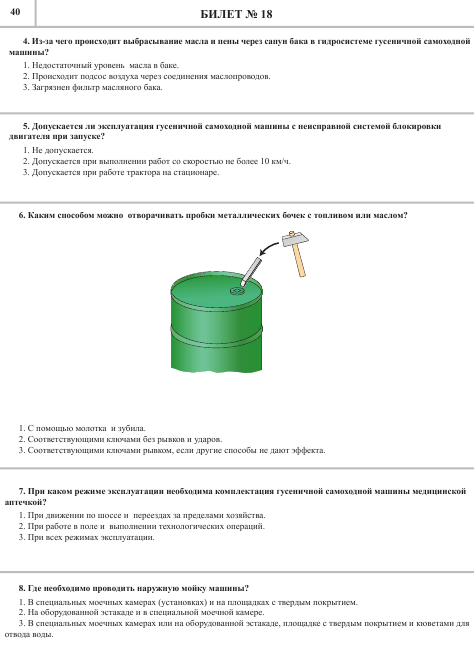 40
БИЛЕТ № 18
4. Из-за чего происходит выбрасывание масла и пены через сапун бака в гидросистеме гусеничной самоходной
машины?
1. Недостаточный уровень масла в баке.
2. Происходит подсос воздуха через соединения маслопроводов.
3. Загрязнен фильтр масляного бака.
5. Допускается ли эксплуатация гусеничной самоходной машины с неисправной системой блокировки
двигателя при запуске?
1. Не допускается.
2. Допускается при выполнении работ со скоростью не более 10 км/ч.
3. Допускается при работе трактора на стационаре.
6. Каким способом можно отворачивать пробки металлических бочек с топливом или маслом?
1. С помощью молотка и зубила.
2. Соответствующими ключами без рывков и ударов.
3. Соответствующими ключами рывком, если другие способы не дают эффекта.
7. При каком режиме эксплуатации необходима комплектация гусеничной самоходной машины медицинской
аптечкой?
1. При движении по шоссе и переездах за пределами хозяйства.
2. При работе в поле и выполнении технологических операций.
3. При всех режимах эксплуатации.
8. Где необходимо проводить наружную мойку машины?
1. В специальных моечных камерах (установках) и на площадках с твердым покрытием.
2. На оборудованной эстакаде и в специальной моечной камере.
3. В специальных моечных камерах или на оборудованной эстакаде, площадке с твердым покрытием и кюветами для
отвода воды.